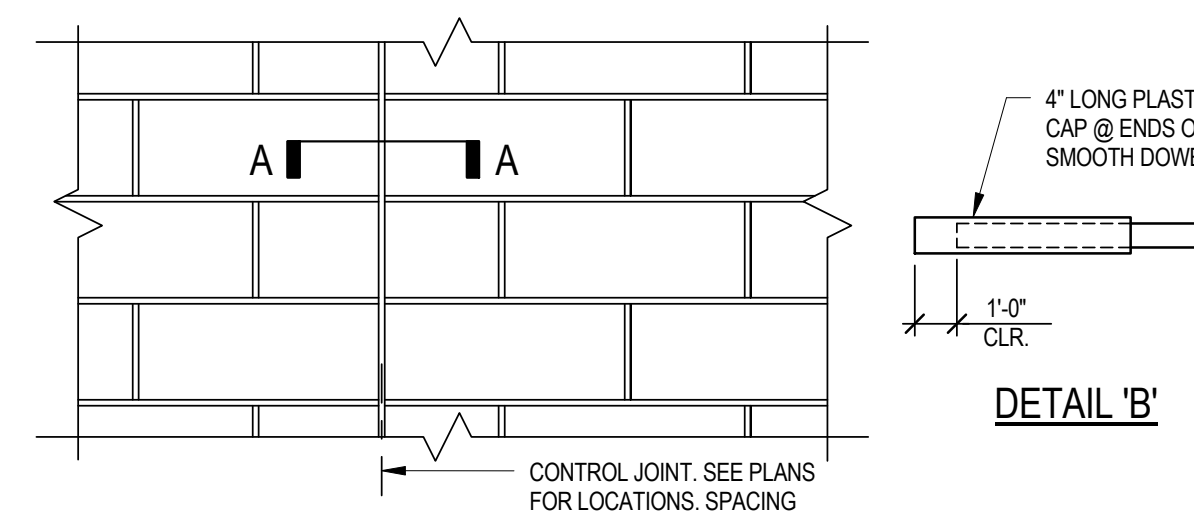 A A
CONTROL JOINT. SEE PLANS
FOR LOCATIONS. SPACING
4" LONG PLAST
CAP @ ENDS O
SMOOTH DOWE
1'-0"
CLR.
DETAIL 'B'